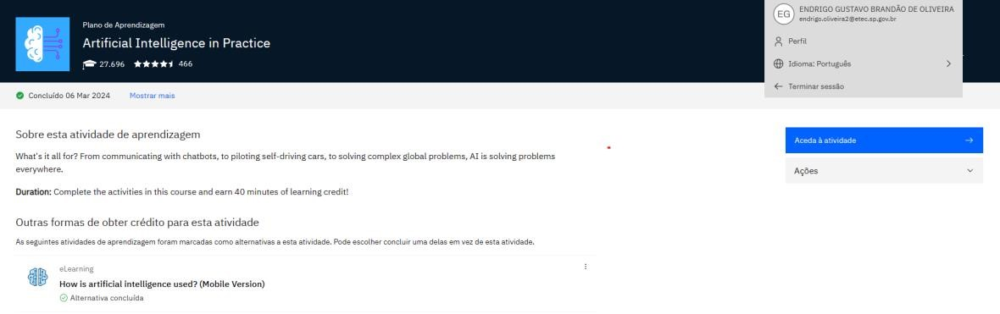 Plano de Aprendizagem
Artificial Intelligence in Practice
27.696 466
EG
ENDRIGO GUSTAVO BRANDÃO DE OLIVEIRA
endrigo.oliveira2@etec.sp.gov.br
Perfil
Idioma: Português
Terminar sessão
Concluído 06 Mar 2024 Mostrar mais
Sobre esta atividade de aprendizagem
What's it all for? From communicating with chatbots, to piloting self-driving cars, to solving complex global problems, AI is solving problems
everywhere.
Duration: Complete the activities in this course and earn 40 minutes of learning credit!
Aceda à atividade
Ações
Outras formas de obter crédito para esta atividade
As seguintes atividades de aprendizagem foram marcadas como alternativas a esta atividade. Pode escolher concluir uma delas em vez de esta atividade.
eLearning
How is artificial intelligence used? (Mobile Version)
Alternativa concluída